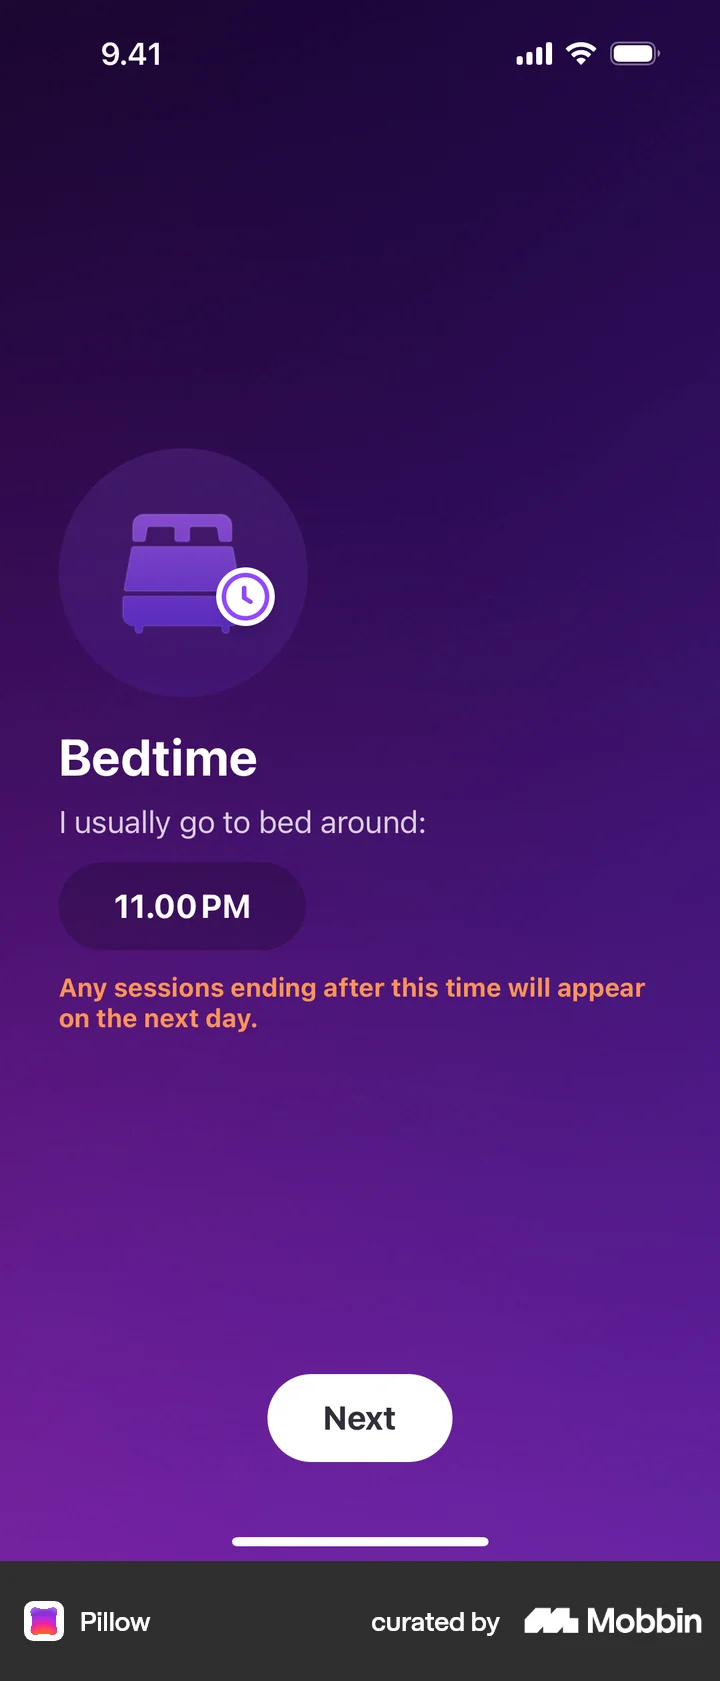 9.41
Bedtime
I usually go to bed around:
11.00 PM
Any sessions ending after this time will appear
on the next day.
Next
Pillow
curated by Mobbin